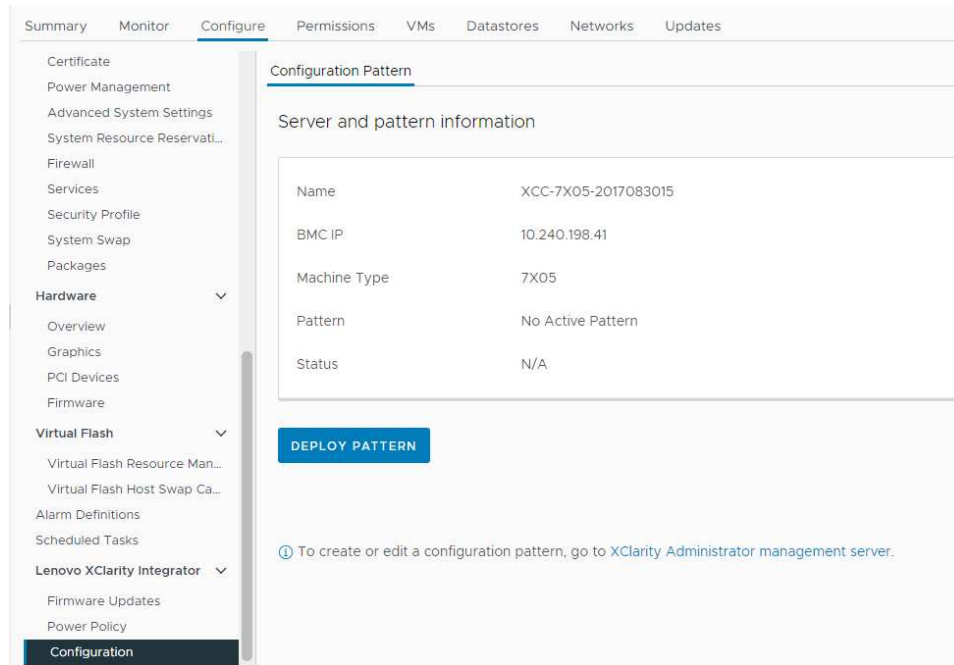 Summary Monitor Configure Permissions VMs Datastores Networks Updates
Certificate
Power Management
Advanced System Settings
System Resource Reservati...
Firewall
Services
Security Profile
System Swap
Packages
Hardware
Overview
Graphics
PCI Devices
Firmware
Virtual Flash
Virtual Flash Resource Man...
Virtual Flash Host Swap Ca...
Alarm Definitions
Scheduled Tasks
Lenovo XClarity Integrator
Firmware Updates
Power Policy
Configuration
Configuration Pattern
Server and pattern information
Name XCC-7X05-2017083015
BMC IP 10.240.198.41
Machine Type 7X05
Pattern No Active Pattern
Status N/A
DEPLOY PATTERN
To create or edit a configuration pattern, go to XClarity Administrator management server.